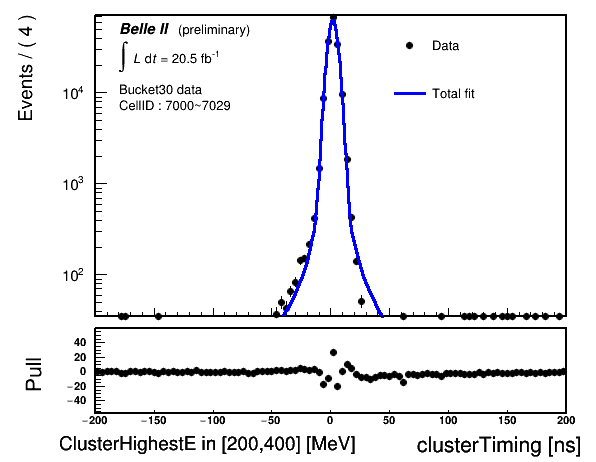 Belle II (preliminary)
∫ L dt = 20.5 fb⁻¹
Bucket30 data
CellID : 7000~7029
Data
Total fit
Events / ( 4 )
10⁴
10³
10²
Pull
40
20
0
−20
−40
−200 −150 −100 −50 0 50 100 150 200
ClusterHighestE in [200,400] [MeV] clusterTiming [ns]